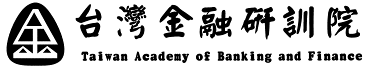 台灣金融研訓院
Taiwan Academy of Banking and Finance